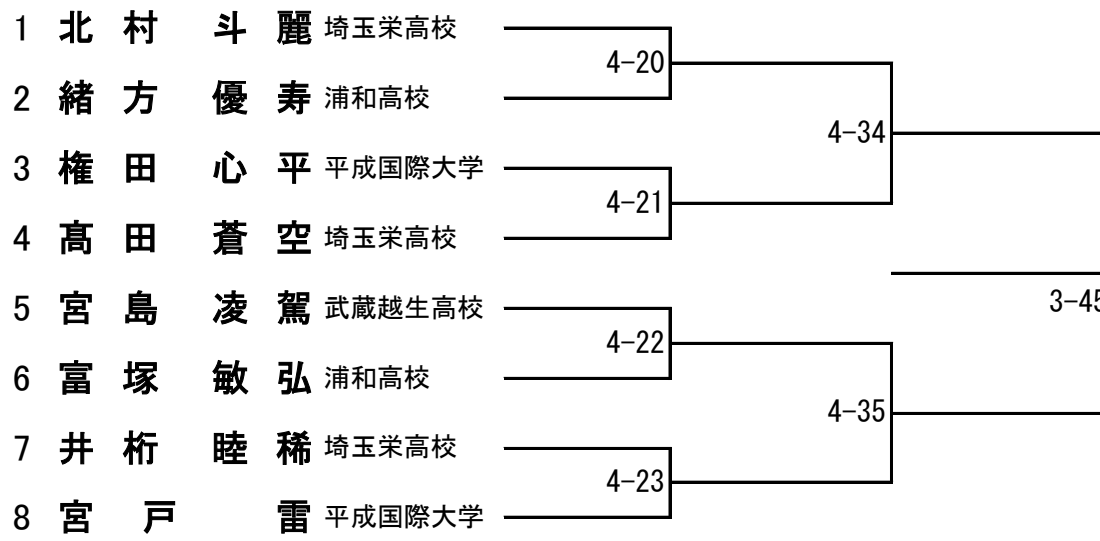 1 北村 斗麗 埼玉栄高校
4-20
2 緒方 優寿 浦和高校
4-34
3 権田 心平 平成国際大学
4-21
4 髙田 蒼空 埼玉栄高校
5 宮島 凌駕 武蔵越生高校
3-45
4-22
6 富塚 敏弘 浦和高校
4-35
7 井桁 睦稀 埼玉栄高校
4-23
8 宮戸 雷 平成国際大学